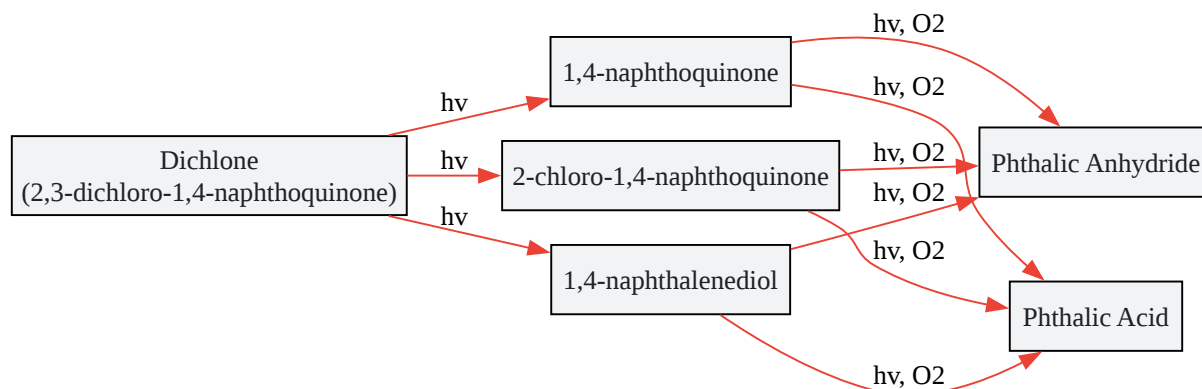 hv, O2
1,4-naphthoquinone
hv, O2
hv
Dichlone
(2,3-dichloro-1,4-naphthoquinone)
hv
2-chloro-1,4-naphthoquinone
hv, O2
Phthalic Anhydride
hv, O2
hv
1,4-naphthalenediol
hv, O2
Phthalic Acid
hv, O2